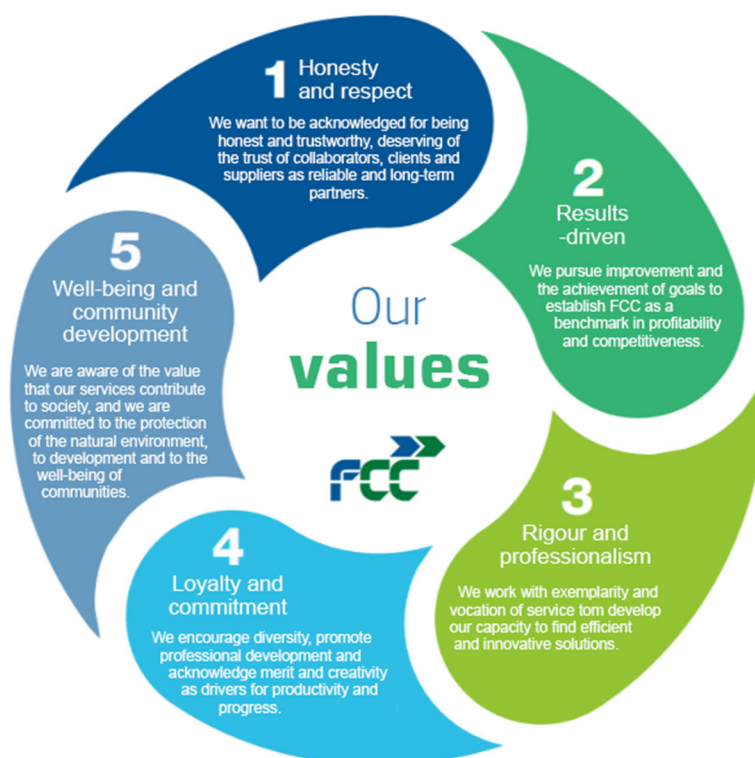 1 Honesty
and respect
We want to be acknowledged for being
honest and trustworthy, deserving of
the trust of collaborators, clients and
suppliers as reliable and long-term
partners.
2
Results
-driven
We pursue improvement and
the achievement of goals to
establish FCC as a
benchmark in profitability
and competitiveness.
3
Rigour and
professionalism
We work with exemplarity and
vocation of service tom develop
our capacity to find efficient
and innovative solutions.
4
Loyalty and
commitment
We encourage diversity, promote
professional development and
acknowledge merit and creativity
as drivers for productivity and
progress.
5
Well-being and
community
development
We are aware of the value
that our services contribute
to society, and we are
committed to the protection
of the natural environment,
to development and to the
well-being of
communities.
Our
values
FCC